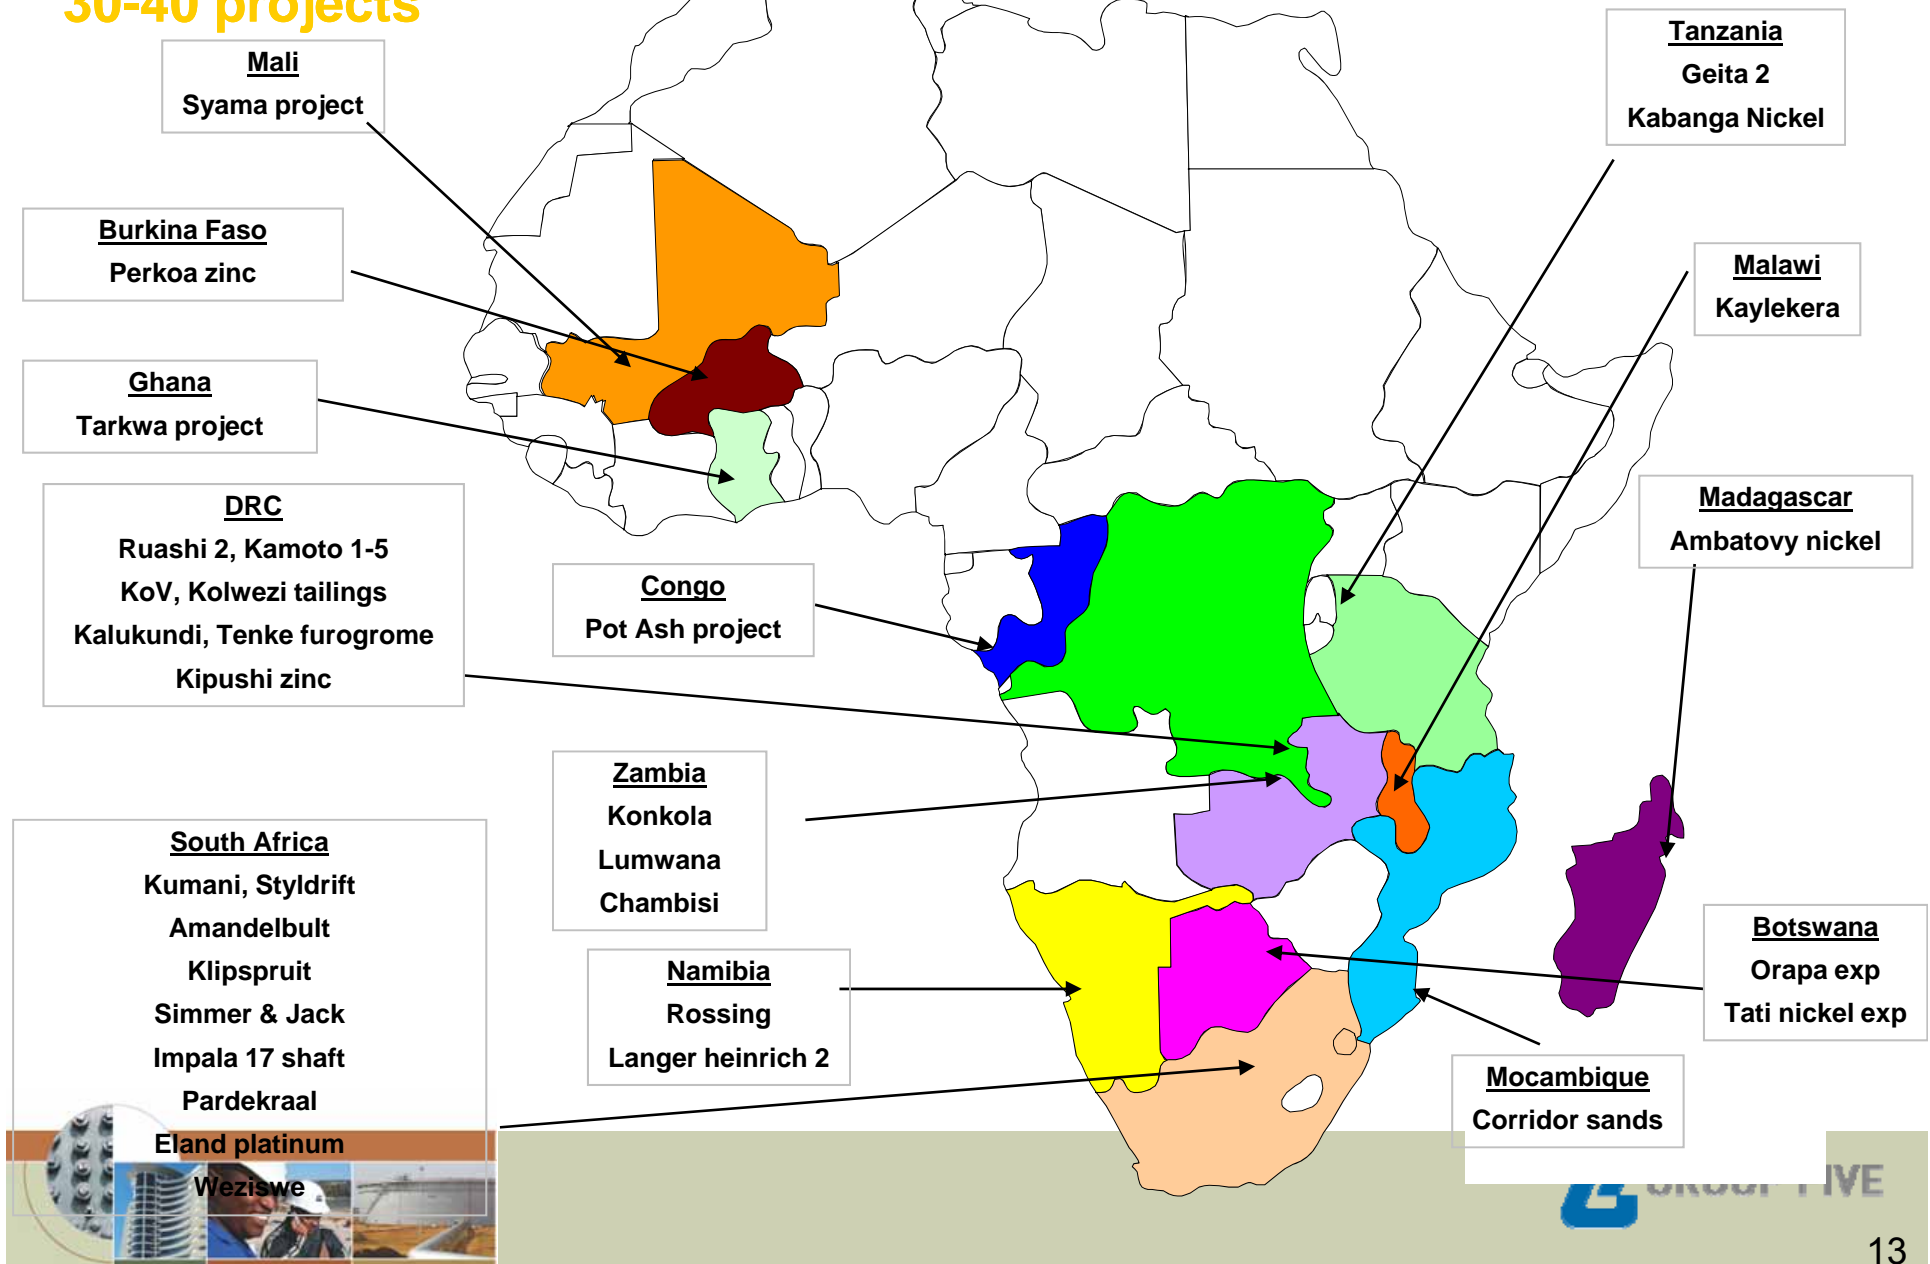 30-40 projects
Mali
Syama project
Burkina Faso
Perkoa zinc
Ghana
Tarkwa project
DRC
Ruashi 2, Kamoto 1-5
KoV, Kolwezi tailings
Kalukundi, Tenke furogrome
Kipushi zinc
South Africa
Kumani, Styldrift
Amandelbult
Klipspruit
Simmer & Jack
Impala 17 shaft
Pardekraal
Eland platinum
Weziswe
Congo
Pot Ash project
Zambia
Konkola
Lumwana
Chambisi
Namibia
Rossing
Langer heinrich 2
Tanzania
Geita 2
Kabanga Nickel
Malawi
Kaylekera
Madagascar
Ambatovy nickel
Botswana
Orapa exp
Tati nickel exp
Mocambique
Corridor sands
GROUP FIVE
13